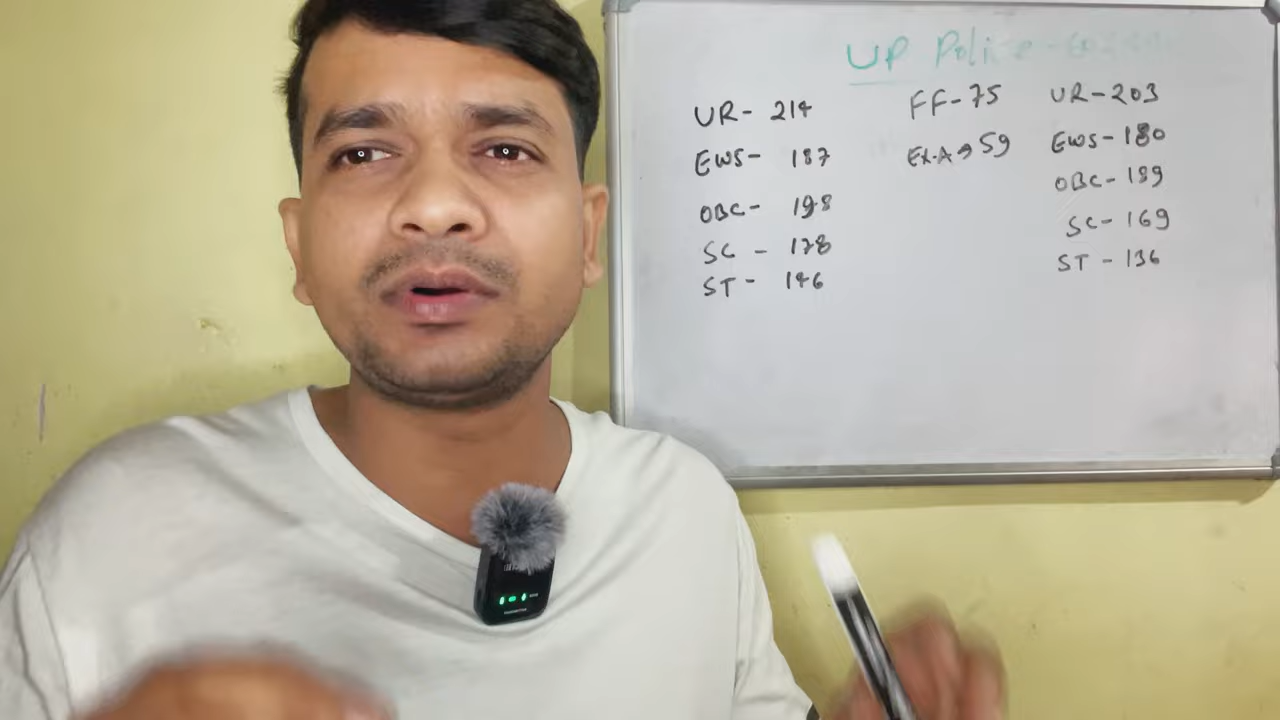 UP Police
UR- 214
EWS- 187
OBC- 198
SC - 178
ST- 146
FF-75
EX-A→59
UR-203
EWS-180
OBC-189
SC-169
ST-136